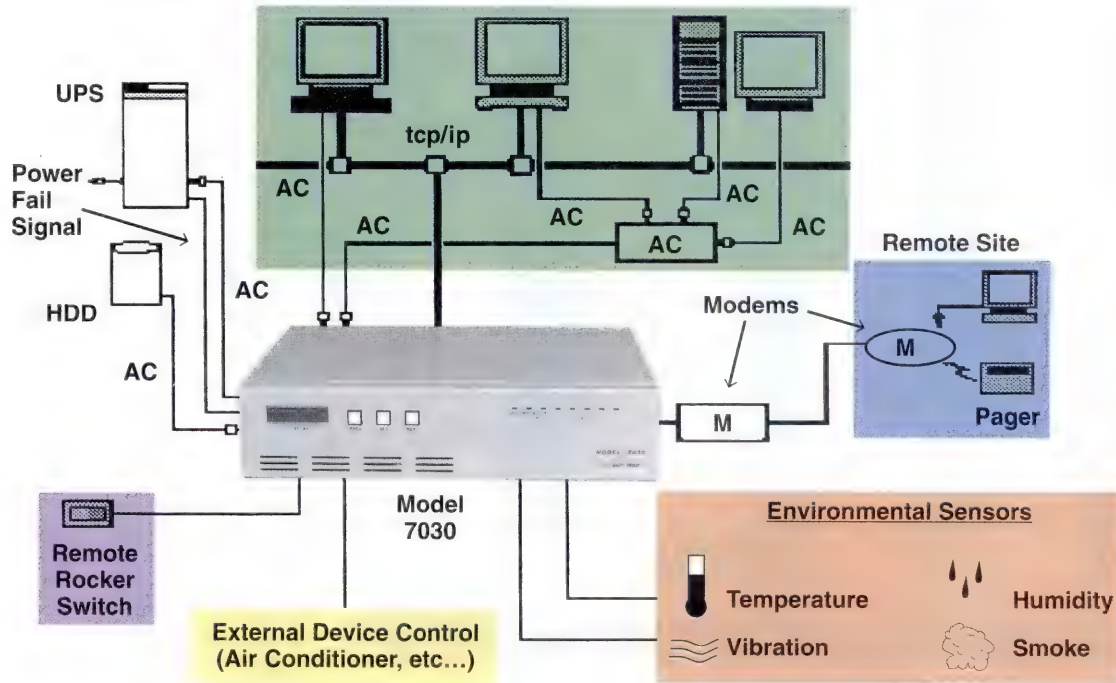 UPS
tcp/ip
Power
Fail
Signal
AC
AC
AC
AC
AC
AC
HDD
AC
AC
Remote Site
Modems
M
M
Pager
MODEL 7030
Model
7030
Remote
Rocker
Switch
External Device Control
(Air Conditioner, etc...)
Environmental Sensors
Temperature
Humidity
Vibration
Smoke